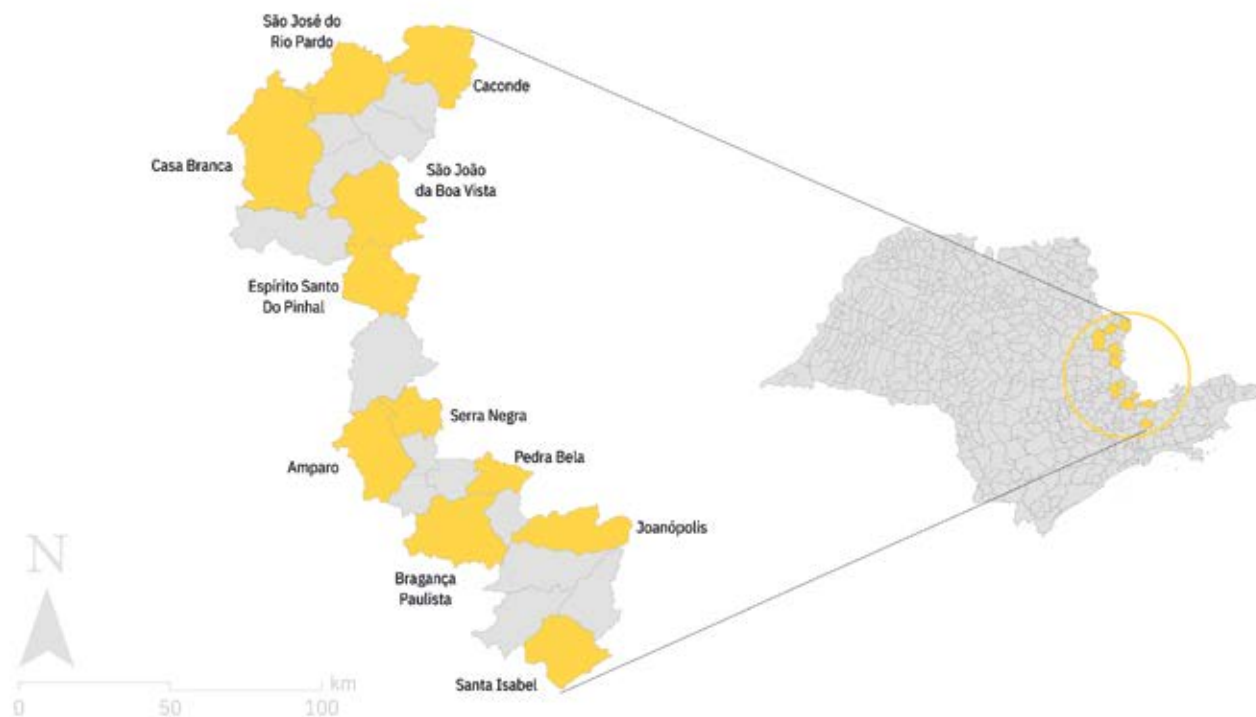 São José do
Rio Pardo
Caconde
Casa Branca
São João
da Boa Vista
Espírito Santo
Do Pinhal
Serra Negra
Amparo
Pedra Bela
Joanópolis
Bragança
Paulista
Santa Isabel
N
km
0 50 100